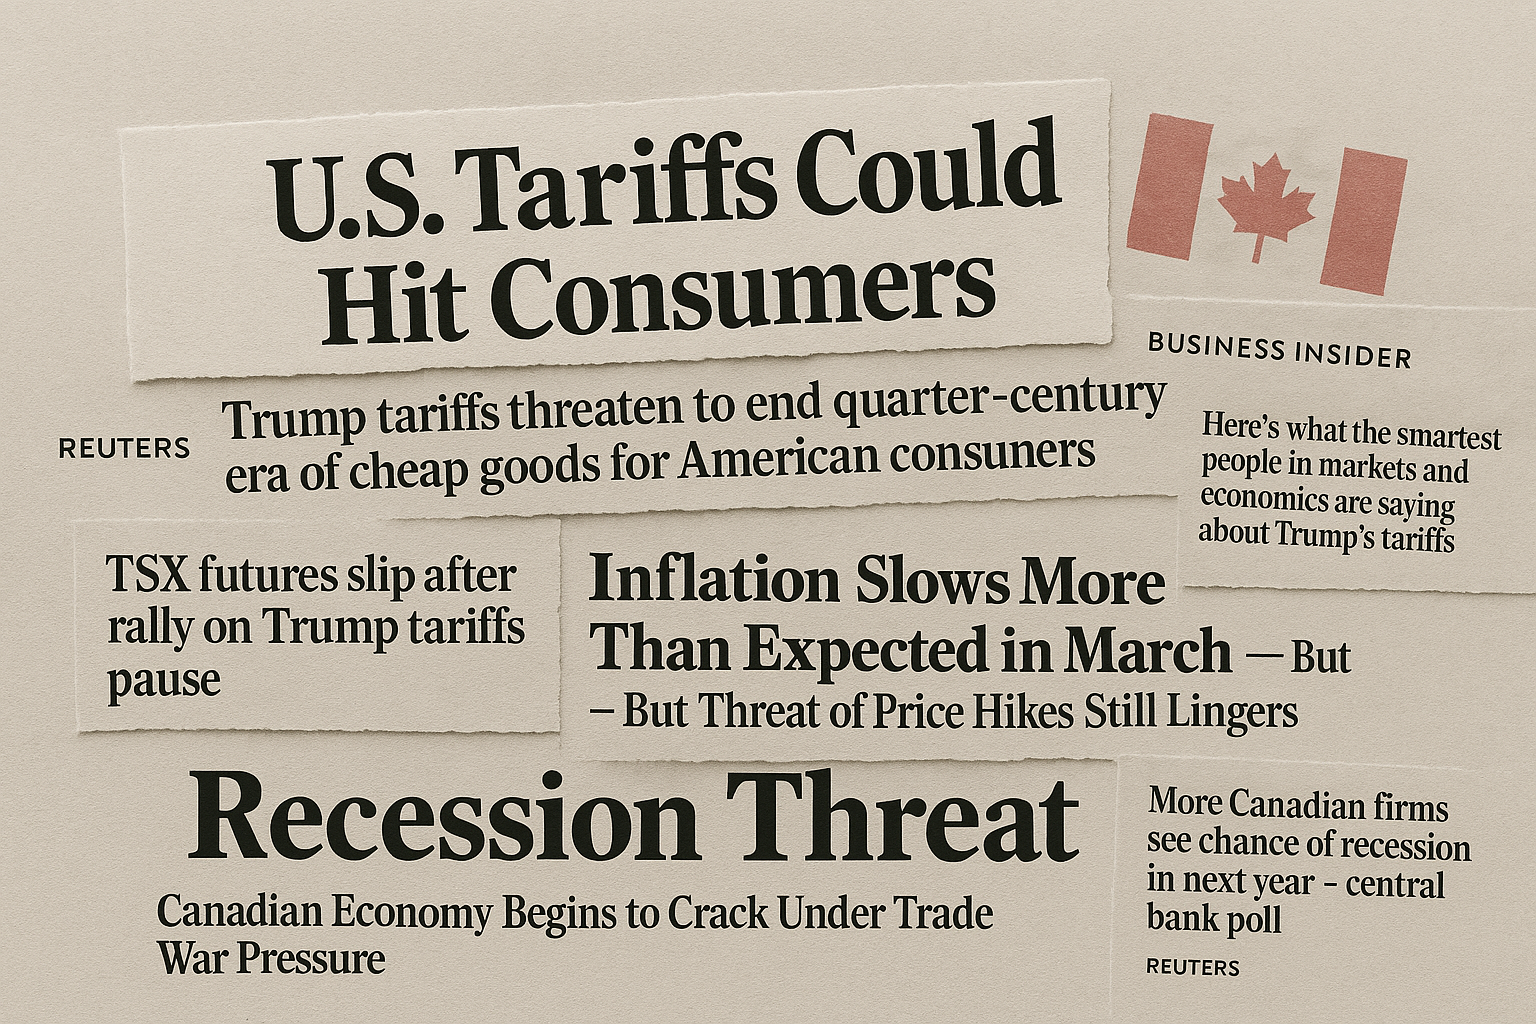 U.S. Tariffs Could
Hit Consumers
REUTERS
Trump tariffs threaten to end quarter-century
era of cheap goods for American consuners
BUSINESS INSIDER
Here's what the smartest
people in markets and
economics are saying
about Trump's tariffs
TSX futures slip after
rally on Trump tariffs
pause
Inflation Slows More
Than Expected in March — But
– But Threat of Price Hikes Still Lingers
Recession Threat
Canadian Economy Begins to Crack Under Trade
War Pressure
More Canadian firms
see chance of recession
in next year – central
bank poll
REUTERS